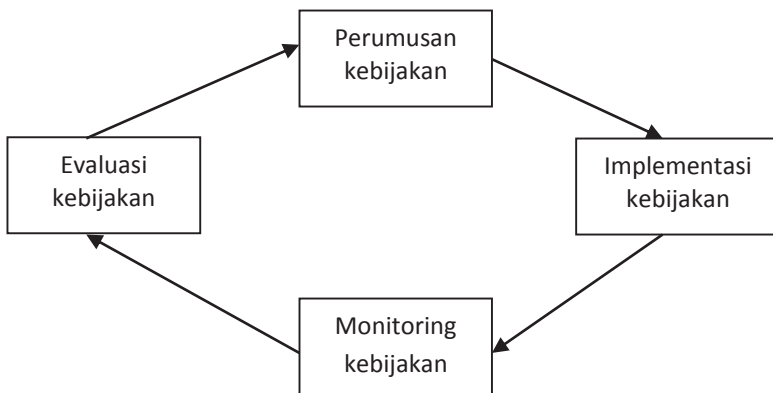 Perumusan
kebijakan
Evaluasi
kebijakan
Implementasi
kebijakan
Monitoring
kebijakan